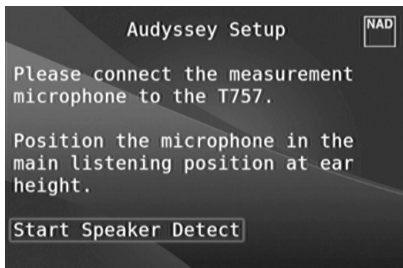 Audyssey Setup
NAD
Please connect the measurement
microphone to the T757.
Position the microphone in the
main listening position at ear
height.
Start Speaker Detect